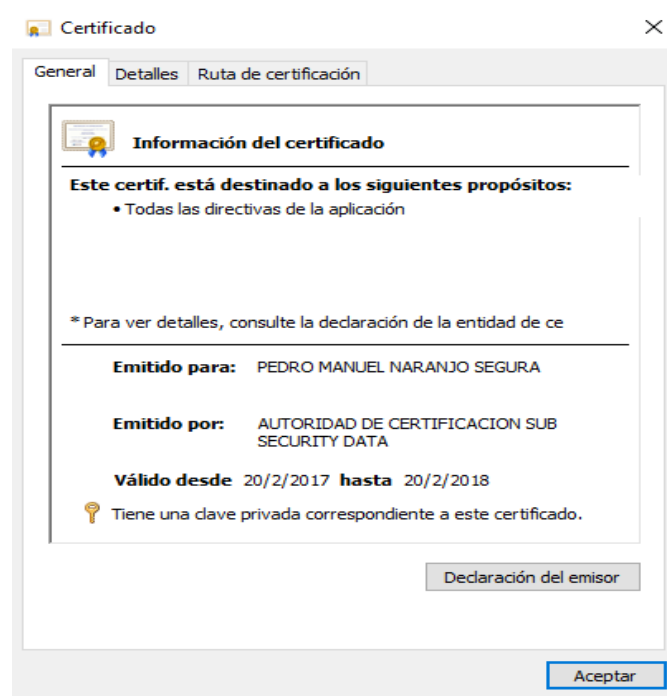 Certificado
General Detalles Ruta de certificación
Información del certificado
Este certif. está destinado a los siguientes propósitos:
• Todas las directivas de la aplicación
* Para ver detalles, consulte la declaración de la entidad de ce
Emitido para: PEDRO MANUEL NARANJO SEGURA
Emitido por: AUTORIDAD DE CERTIFICACION SUB
SECURITY DATA
Válido desde 20/2/2017 hasta 20/2/2018
Tiene una clave privada correspondiente a este certificado.
Declaración del emisor
Aceptar